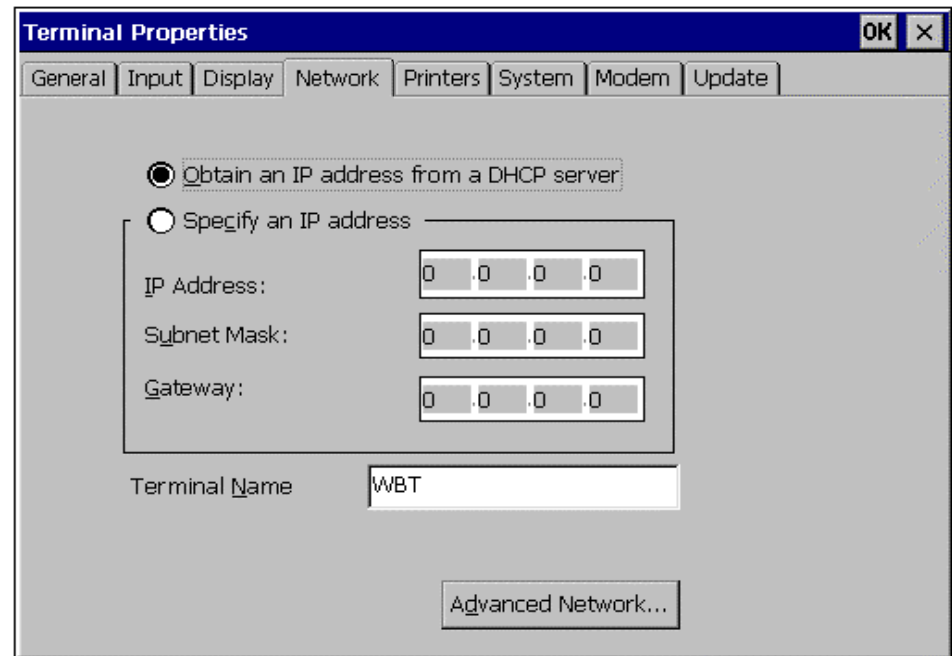 Terminal Properties OK ×
General Input Display Network Printers System Modem Update
Obtain an IP address from a DHCP server
Specify an IP address
IP Address: 0 .0 .0 .0
Subnet Mask: 0 .0 .0 .0
Gateway: 0 .0 .0 .0
Terminal Name WBT
Advanced Network...